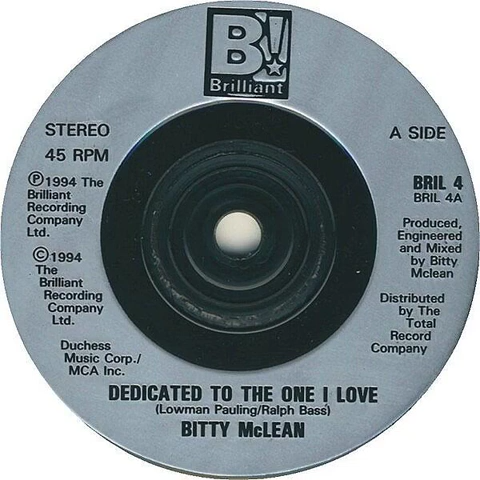 B!
Brilliant
STEREO
45 RPM
Ⓟ1994 The
Brilliant
Recording
Company
Ltd.
©1994
The
Brilliant
Recording
Company
Ltd.
Duchess
Music Corp./
MCA Inc.
A SIDE
BRIL 4
BRIL 4A
Produced,
Engineered
and Mixed
by Bitty
Mclean
Distributed
by The
Total
Record
Company
DEDICATED TO THE ONE I LOVE
(Lowman Pauling/Ralph Bass)
BITTY McLEAN